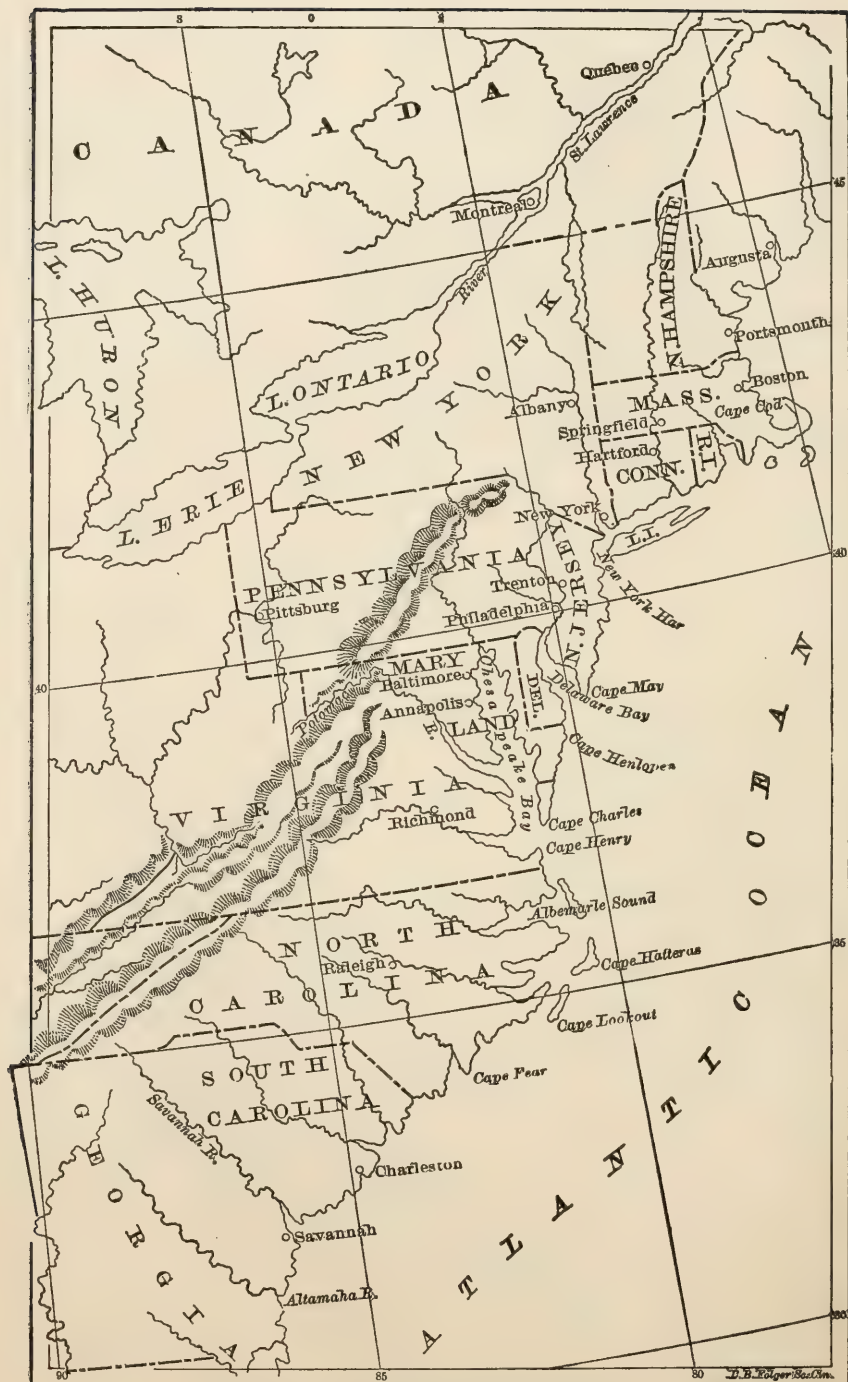 Quebec
CANADA
St. Lawrence
45
Montreal
N. HAMPSHIRE
Augusta
L. HURON
River
Portsmouth
L. ONTARIO
NEW YORK
Boston
MASS.
Albany
Cape Cod
Springfield
Hartford
CONN.
R.I.
L. ERIE
New York
L.I.
PENNSYLVANIA
N. JERSEY
New York Har
Trenton
Pittsburg
Philadelphia
40
MARY
LAND
Baltimore
Chesapeake Bay
DEL.
Delaware Bay
Cape May
40
Annapolis
Potomac
R.
Cape Henlopen
VIRGINIA
Richmond
Cape Charles
Cape Henry
Albemarle Sound
NORTH
CAROLINA
Raleigh
Cape Hatteras
35
Cape Lookout
Cape Fear
SOUTH
CAROLINA
Savannah R.
GEORGIA
Charleston
Savannah
Altamaha R.
ATLANTIC OCEAN
90
85
80